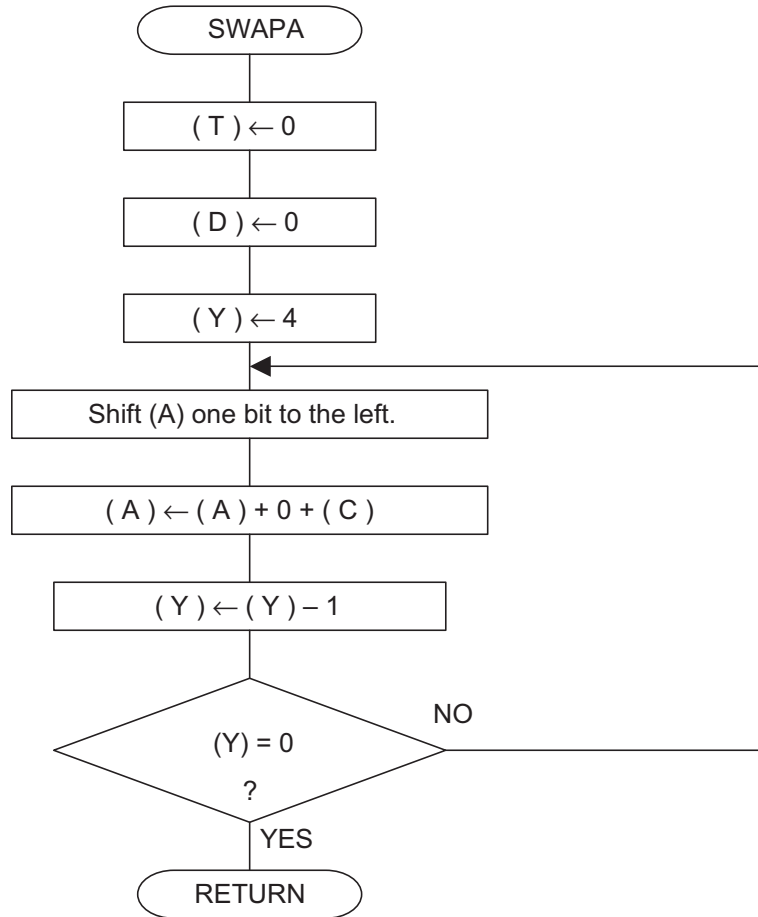 SWAPA
( T ) ← 0
( D ) ← 0
( Y ) ← 4
Shift (A) one bit to the left.
( A ) ← ( A ) + 0 + ( C )
( Y ) ← ( Y ) – 1
NO
(Y) = 0
?
YES
RETURN